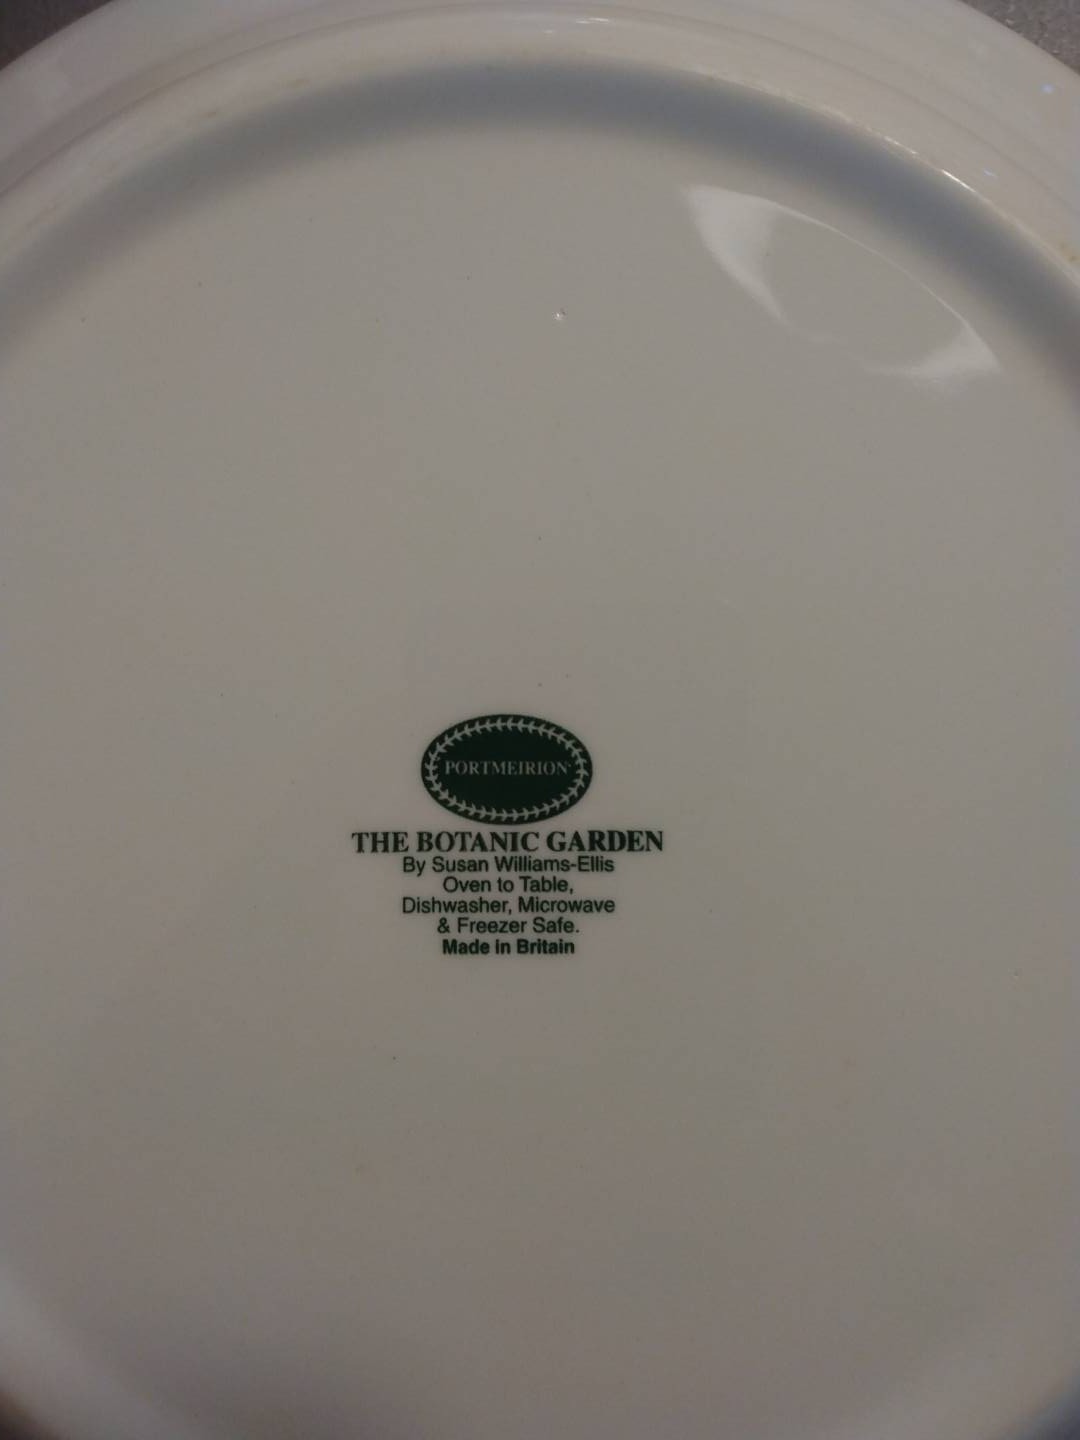 PORTMEIRION
THE BOTANIC GARDEN
By Susan Williams-Ellis
Oven to Table,
Dishwasher, Microwave
& Freezer Safe.
Made in Britain